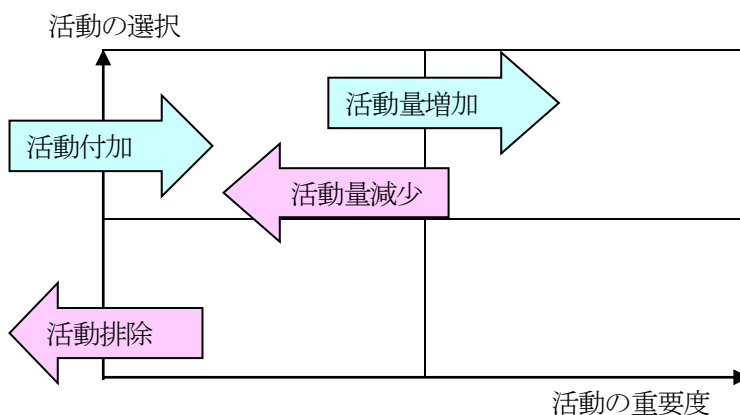 活動の選択
活動量増加
活動付加
活動量減少
活動排除
活動の重要度